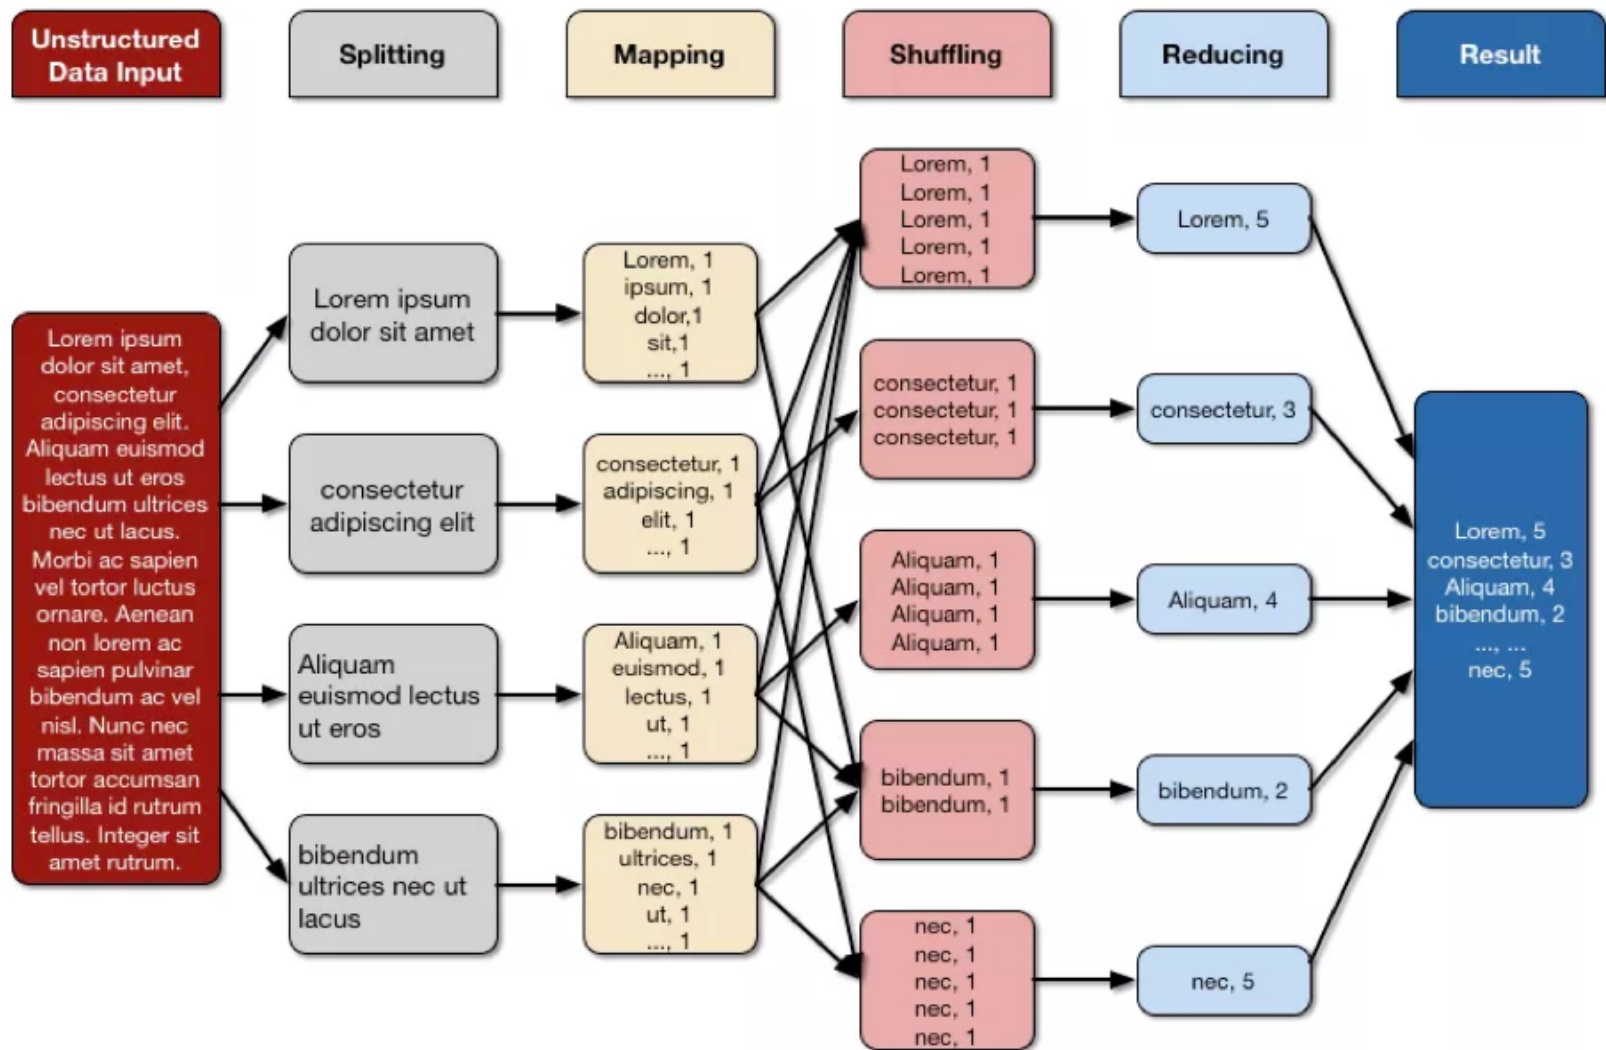 Unstructured
Data Input
Splitting
Mapping
Shuffling
Reducing
Result
Lorem ipsum
dolor sit amet,
consectetur
adipiscing elit.
Aliquam euismod
lectus ut eros
bibendum ultrices
nec ut lacus.
Morbi ac sapien
vel tortor luctus
ornare. Aenean
non lorem ac
sapien pulvinar
bibendum ac vel
nisl. Nunc nec
massa sit amet
tortor accumsan
fringilla id rutrum
tellus. Integer sit
amet rutrum.
Lorem ipsum
dolor sit amet
consectetur
adipiscing elit
Aliquam
euismod lectus
ut eros
bibendum
ultrices nec ut
lacus
Lorem, 1
ipsum, 1
dolor,1
sit,1
..., 1
consectetur, 1
adipiscing, 1
elit, 1
..., 1
Aliquam, 1
euismod, 1
lectus, 1
ut, 1
..., 1
bibendum, 1
ultrices, 1
nec, 1
ut, 1
..., 1
Lorem, 1
Lorem, 1
Lorem, 1
Lorem, 1
Lorem, 1
consectetur, 1
consectetur, 1
consectetur, 1
Aliquam, 1
Aliquam, 1
Aliquam, 1
Aliquam, 1
bibendum, 1
bibendum, 1
nec, 1
nec, 1
nec, 1
nec, 1
nec, 1
Lorem, 5
consectetur, 3
Aliquam, 4
bibendum, 2
nec, 5
Lorem, 5
consectetur, 3
Aliquam, 4
bibendum, 2
..., ...
nec, 5